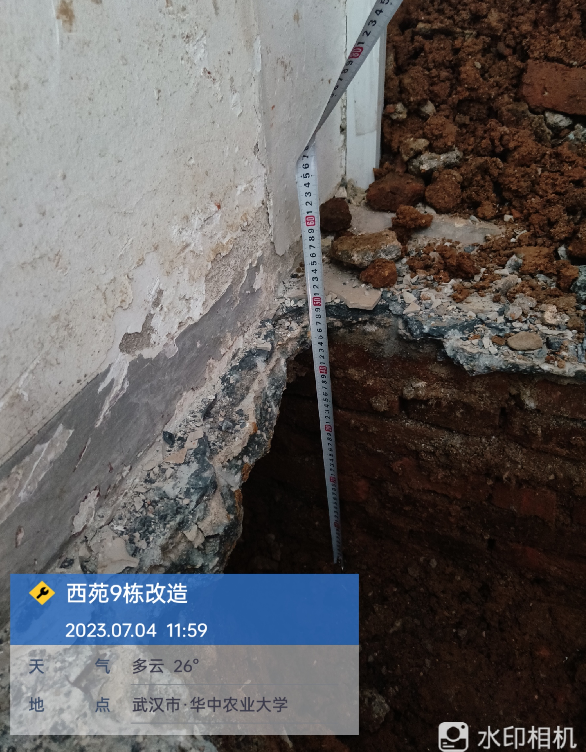 西苑9栋改造
2023.07.04 11:59
天 气 多云 26°
地 点 武汉市·华中农业大学
水印相机